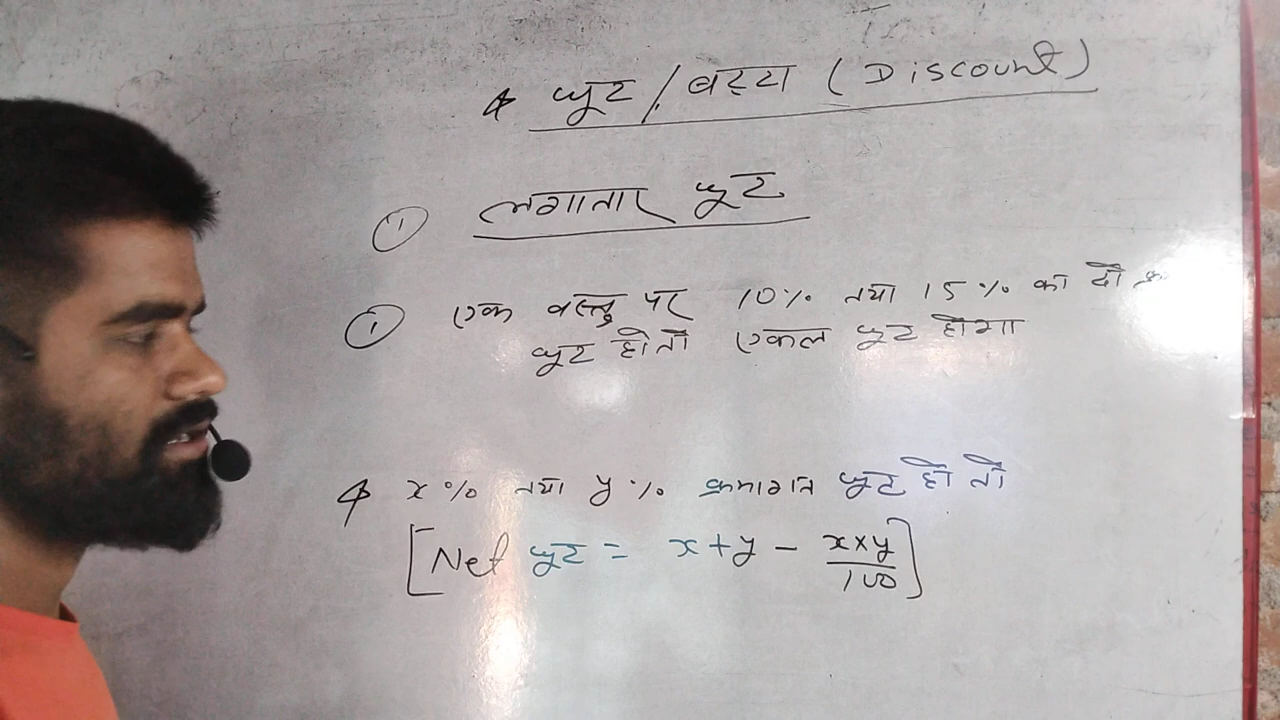 * छूट / बट्टा (Discount)
① लगातार छूट
① एक वस्तु पर 10% तथा 15% का दो
छूट हो तो एकल छूट होगा
* x% तथा y% क्रमागत छूट हो तो
[Net छूट = x+y - x×y/100]